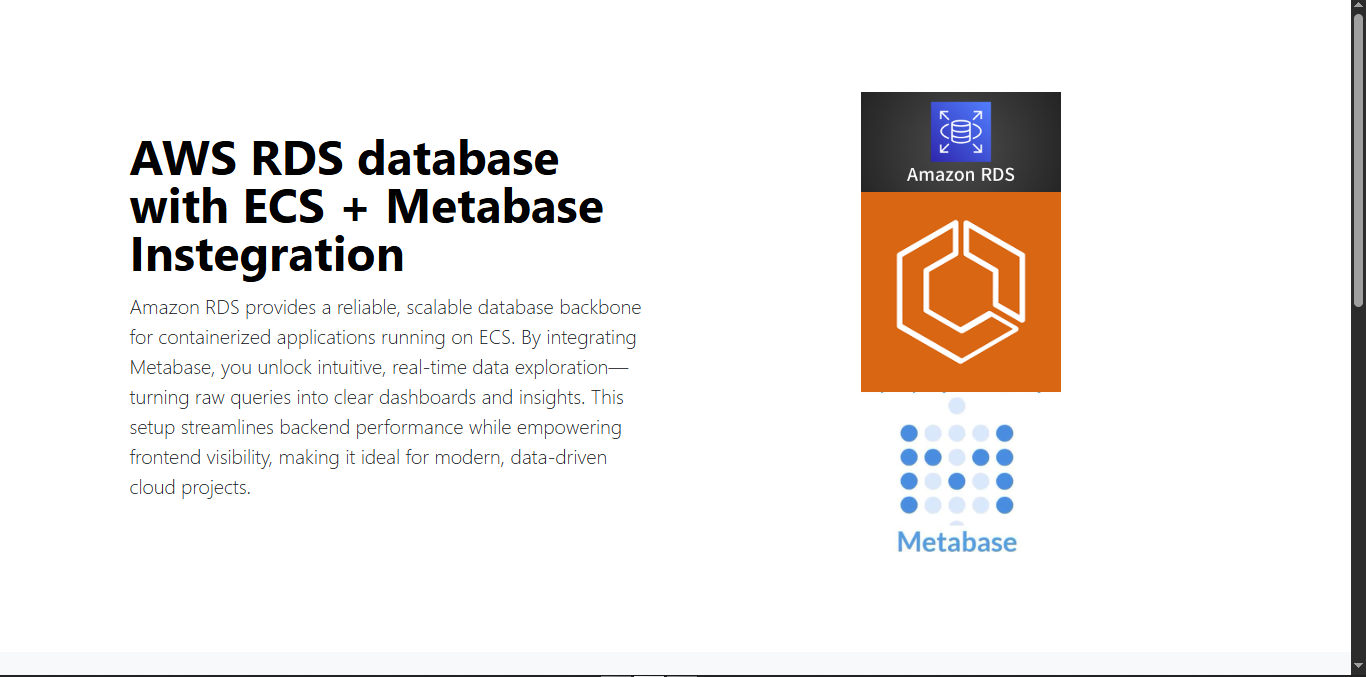 AWS RDS database
with ECS + Metabase
Instegration
Amazon RDS provides a reliable, scalable database backbone
for containerized applications running on ECS. By integrating
Metabase, you unlock intuitive, real-time data exploration—
turning raw queries into clear dashboards and insights. This
setup streamlines backend performance while empowering
frontend visibility, making it ideal for modern, data-driven
cloud projects.
Amazon RDS
Metabase